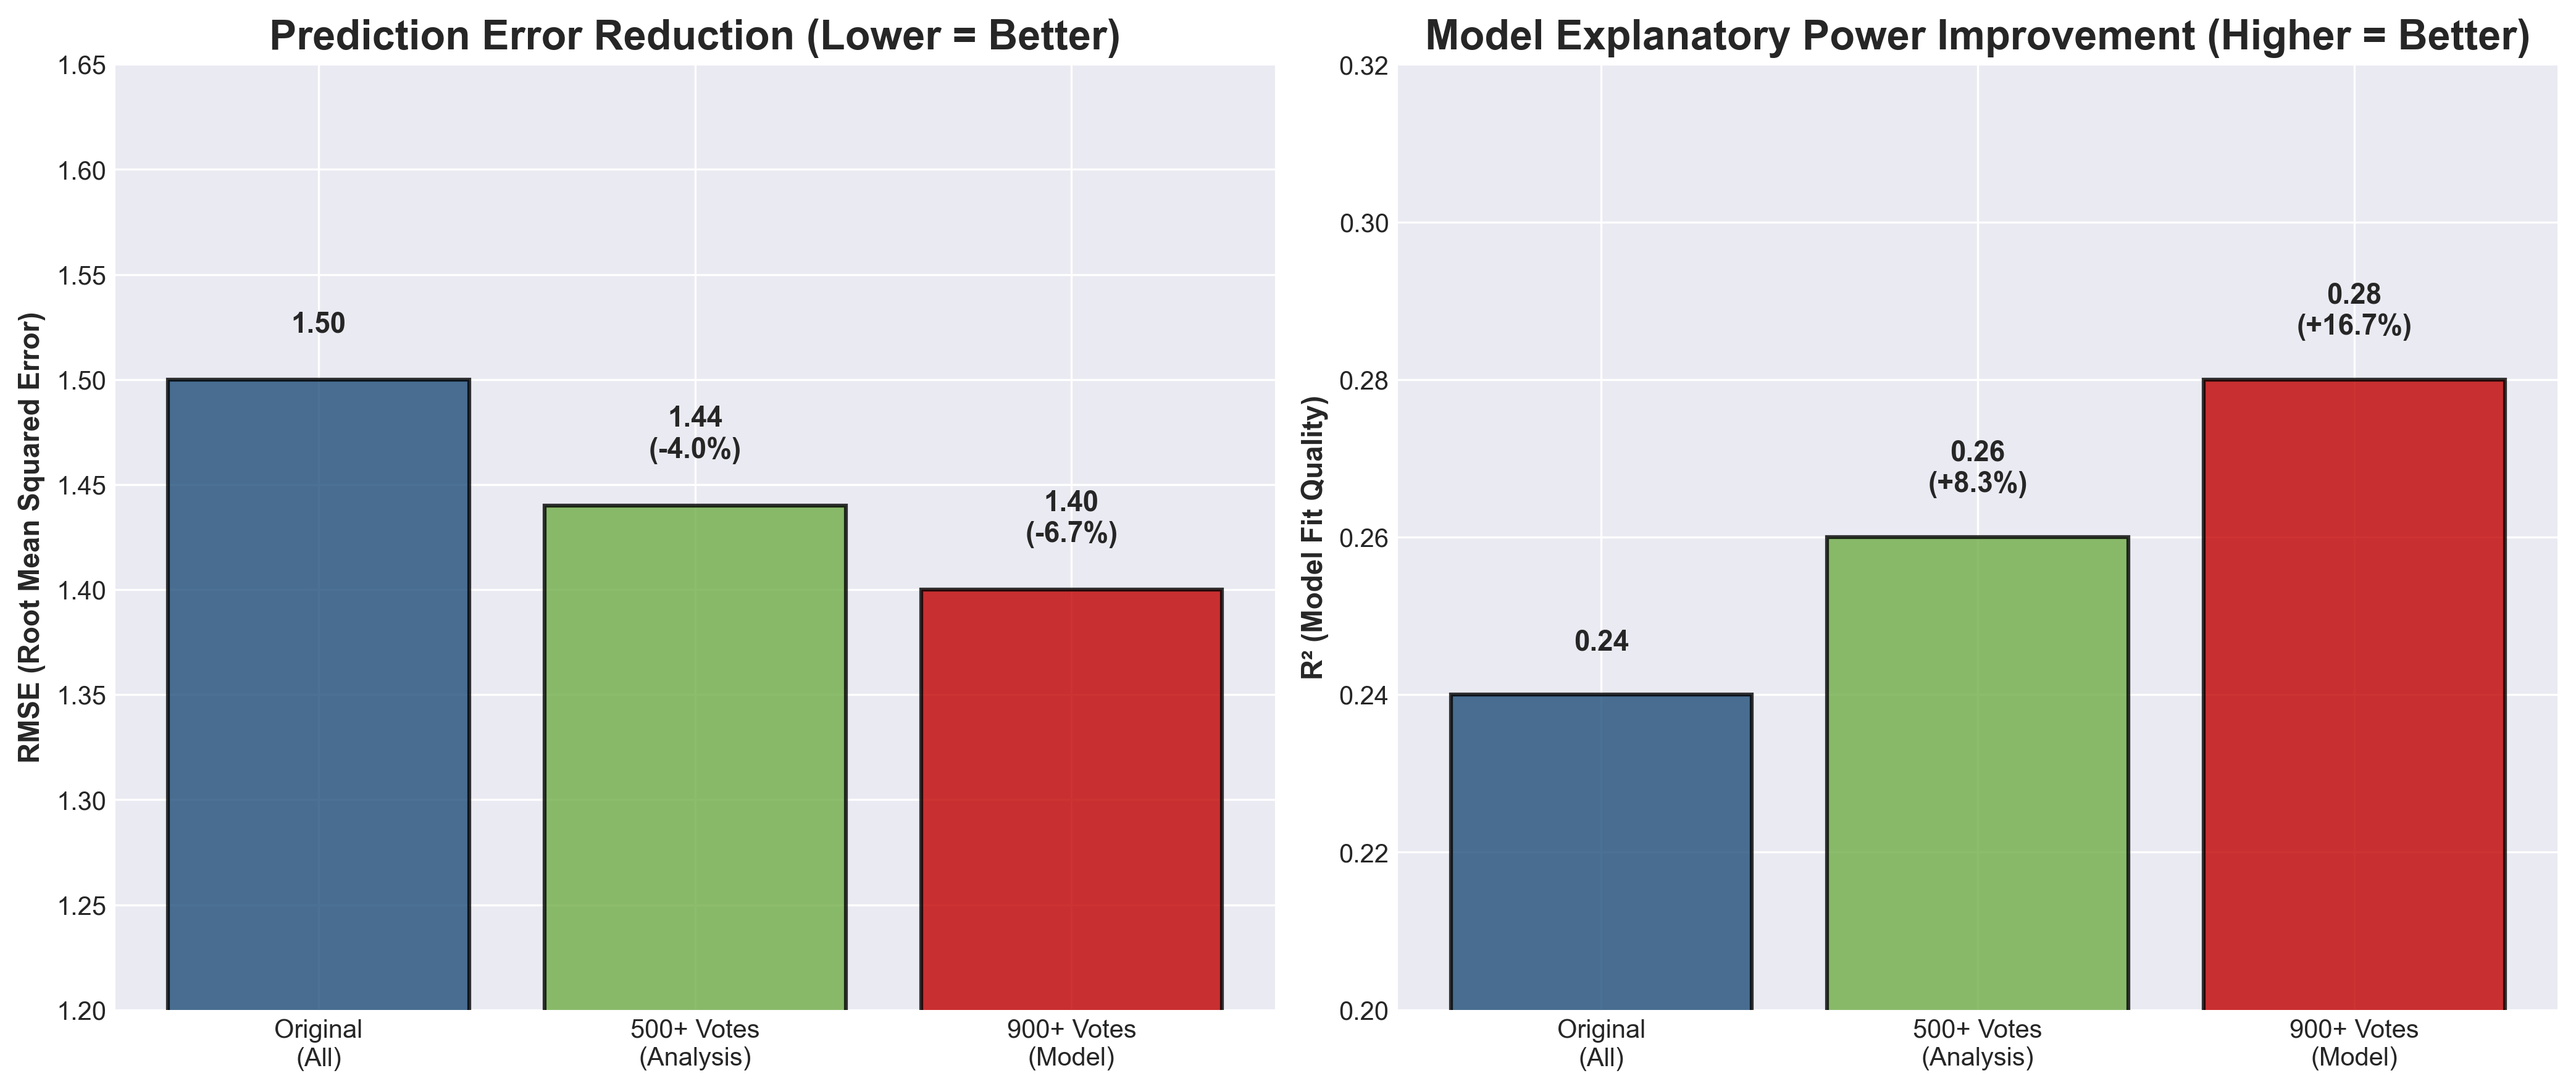 Prediction Error Reduction (Lower = Better)
RMSE (Root Mean Squared Error)
1.65
1.60
1.55
1.50
1.45
1.40
1.35
1.30
1.25
1.20
1.50
1.44
(-4.0%)
1.40
(-6.7%)
Original
(All)
500+ Votes
(Analysis)
900+ Votes
(Model)
Model Explanatory Power Improvement (Higher = Better)
R² (Model Fit Quality)
0.32
0.30
0.28
0.26
0.24
0.22
0.20
0.24
0.26
(+8.3%)
0.28
(+16.7%)
Original
(All)
500+ Votes
(Analysis)
900+ Votes
(Model)